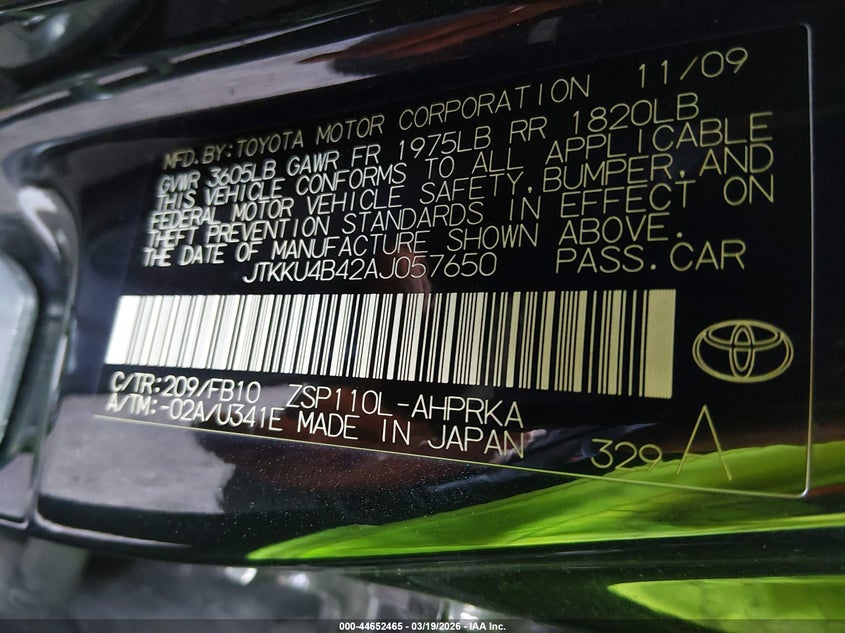 MFD.BY:TOYOTA MOTOR CORPORATION 11/09
GVWR 3605LB GAWR FR 1975LB RR 1820LB
THIS VEHICLE CONFORMS TO ALL APPLICABLE
FEDERAL MOTOR VEHICLE SAFETY,BUMPER,AND
THEFT PREVENTION STANDARDS IN EFFECT ON
THE DATE OF MANUFACTURE SHOWN ABOVE.
JTKKU4B42AJ057650 PASS.CAR
C/TR:209/FB10 ZSP110L-AHPRKA
A/TM:-02A/U341E MADE IN JAPAN
329 A
000-44652465 - 03/19/2026 - IAA Inc.